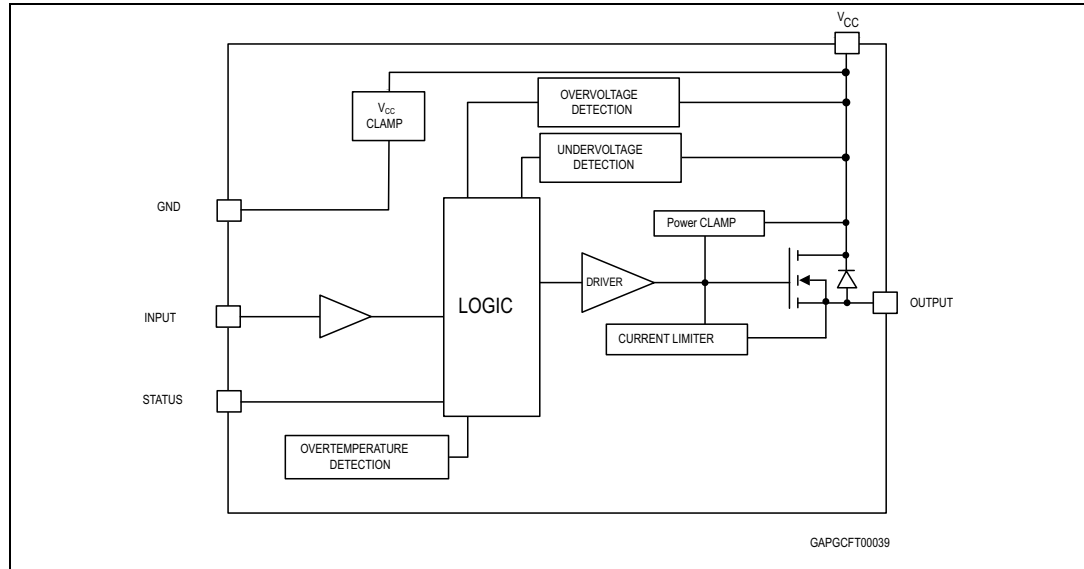 VCC
VCC
CLAMP
OVERVOLTAGE
DETECTION
UNDERVOLTAGE
DETECTION
GND
Power CLAMP
LOGIC
DRIVER
OUTPUT
INPUT
CURRENT LIMITER
STATUS
OVERTEMPERATURE
DETECTION
GAPGCFT00039